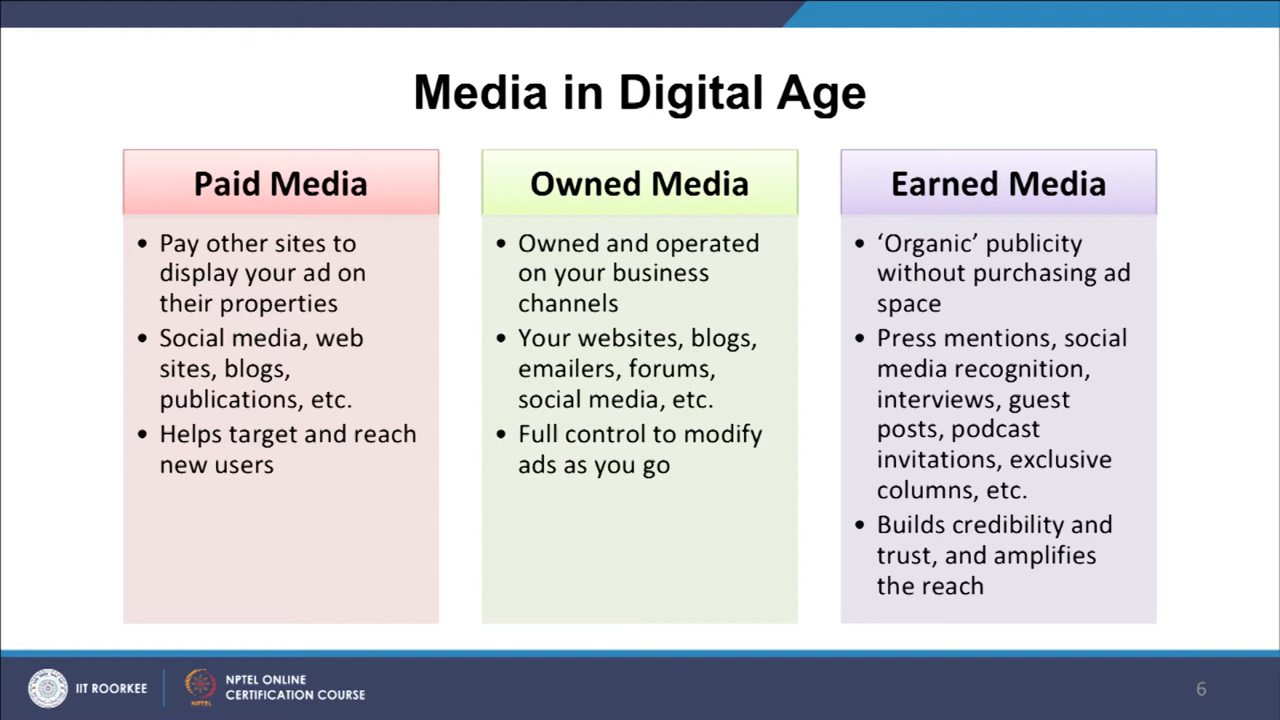 Media in Digital Age
Paid Media
• Pay other sites to
display your ad on
their properties
• Social media, web
sites, blogs,
publications, etc.
• Helps target and reach
new users
Owned Media
• Owned and operated
on your business
channels
• Your websites, blogs,
emailers, forums,
social media, etc.
• Full control to modify
ads as you go
Earned Media
• ‘Organic’ publicity
without purchasing ad
space
• Press mentions, social
media recognition,
interviews, guest
posts, podcast
invitations, exclusive
columns, etc.
• Builds credibility and
trust, and amplifies
the reach
IIT ROORKEE
NPTEL
NPTEL ONLINE
CERTIFICATION COURSE
6